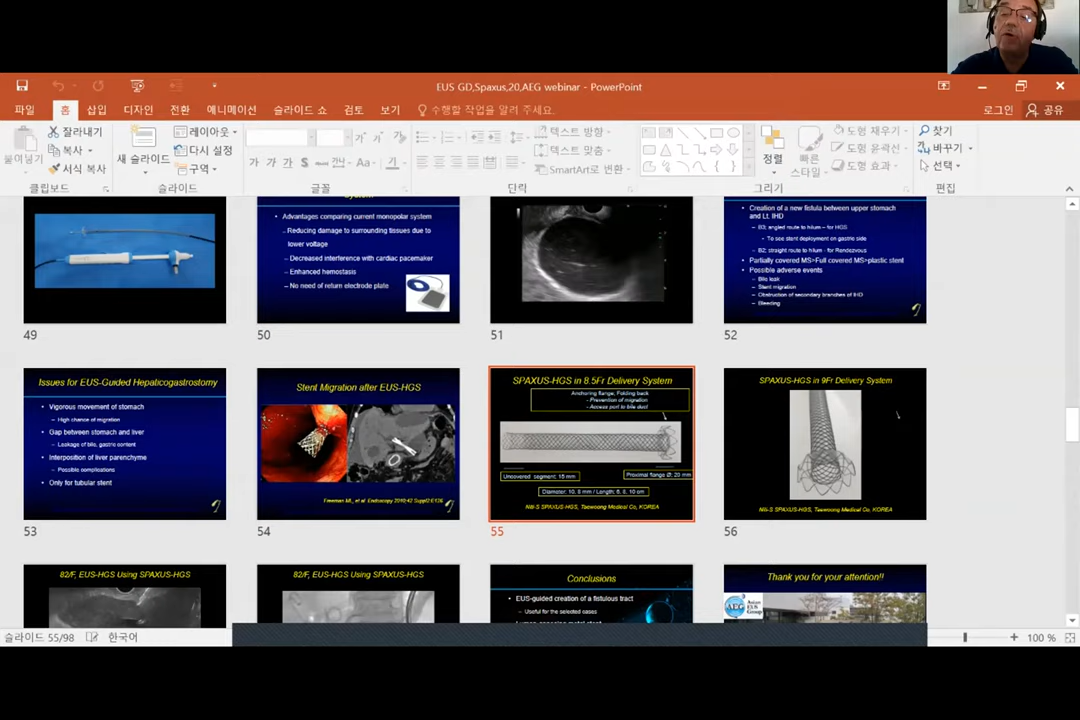 EUS GD,Spaxus,20,AEG webinar - PowerPoint
파일 홈 삽입 디자인 전환 애니메이션 슬라이드 쇼 검토 보기 수행할 작업을 알려 주세요.
로그인 공유
붙여넣기
잘라내기
복사
서식 복사
클립보드
새 슬라이드
레이아웃
다시 설정
구역
슬라이드
가 가 가 S 간 Aa 가
글꼴
텍스트 방향
텍스트 맞춤
SmartArt로 변환
단락
정렬
빠른
스타일
도형 채우기
도형 윤곽선
도형 효과
그리기
찾기
바꾸기
선택
편집
49
System
• Advantages comparing current monopolar system
– Reducing damage to surrounding tissues due to
lower voltage
– Decreased interference with cardiac pacemaker
– Enhanced hemostasis
– No need of return electrode plate
50
51
• Creation of a new fistula between upper stomach
and Lt. IHD
– B3; angled route to hilum – for HGS
• To see stent deployment on gastric side
– B2; straight route to hilum - for Rendezvous
• Partially covered MS>Full covered MS>plastic stent
• Possible adverse events
– Bile leak
– Stent migration
– Obstruction of secondary branches of IHD
– Bleeding
52
Issues for EUS-Guided Hepaticogastrostomy
• Vigorous movement of stomach
– High chance of migration
• Gap between stomach and liver
– Leakage of bile, gastric content
• Interposition of liver parenchyme
– Possible complications
• Only for tubular stent
53
Stent Migration after EUS-HGS
54
SPAXUS-HGS in 8.5Fr Delivery System
Anchoring flange, Folding back
- Prevention of migration
- Access port to bile duct
Uncovered segment: 15 mm
Proximal flange Ø: 20 mm
Diameter: 10, 8 mm / Length: 6, 8, 10 cm
Niti-S SPAXUS-HGS, Taewoong Medical Co, KOREA
55
SPAXUS-HGS in 9Fr Delivery System
Niti-S SPAXUS-HGS, Taewoong Medical Co, KOREA
56
82/F, EUS-HGS Using SPAXUS-HGS
82/F, EUS-HGS Using SPAXUS-HGS
Conclusions
• EUS-guided creation of a fistulous tract
– Useful for the selected cases
Thank you for your attention!!
AEG Asian EUS Group
슬라이드 55/98 한국어
100 %